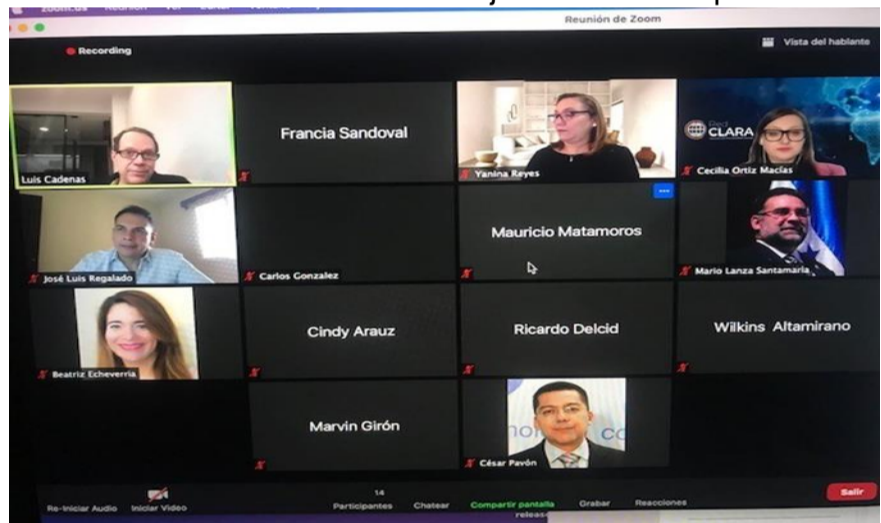 Reunión de Zoom
Recording
Vista del hablante
Luis Cadenas
Francia Sandoval
Yanina Reyes
Red
CLARA
Cecilia Ortiz Macías
José Luis Regalado
Carlos Gonzalez
Mauricio Matamoros
Mario Lanza Santamaria
Beatriz Echeverria
Cindy Arauz
Ricardo Delcid
Wilkins Altamirano
Marvin Girón
César Pavón
Re-Iniciar Audio
Iniciar Video
14
Participantes
Chatear
Compartir pantalla
Grabar
Reacciones
Salir